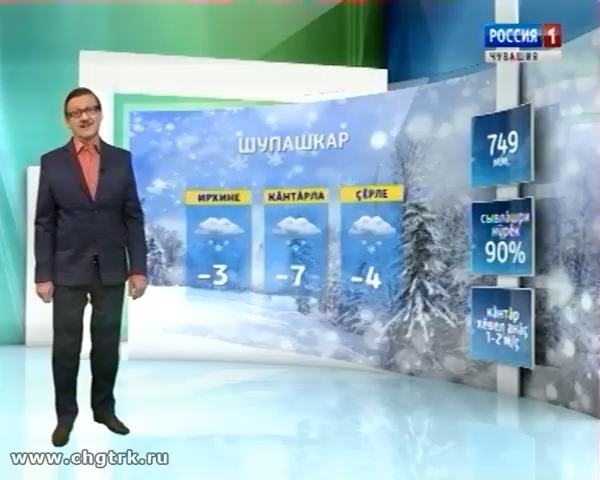 РОССИЯ 1
ЧУВАШИЯ
ШУПАШКАР
ИРХИНЕ
КӐНТӐРЛА
ҪӖРЛЕ
-3
-7
-4
749
мм.
сывлӑшри
нӳрӗк
90%
кӑнтӑр
хӗвел анӑҫ
1-2 м/ҫ
www.chgtrk.ru